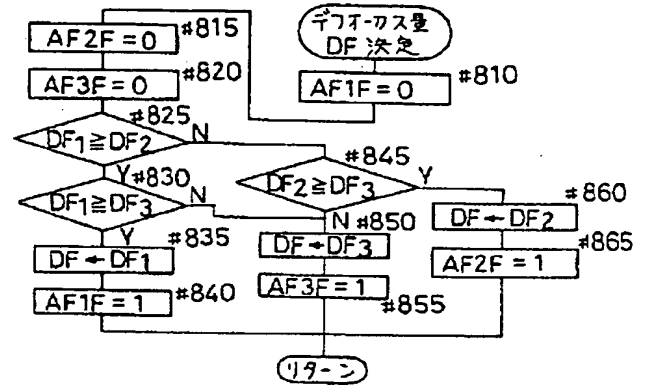 デフォーカス量
DF 決定
AF1F=0 #810
AF2F=0 #815
AF3F=0 #820
#825
DF1≧DF2 N
Y #830
DF1≧DF3 N
Y #835
DF←DF1
AF1F=1 #840
#845
DF2≧DF3 Y
N #850
DF←DF3
AF3F=1 #855
#860
DF←DF2
#865
AF2F=1
リターン